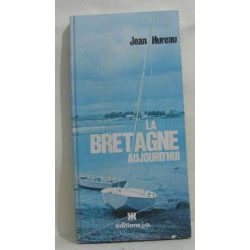 Jean Hureau
LA
BRETAGNE
AUJOURD'HUI
éditions j.a.